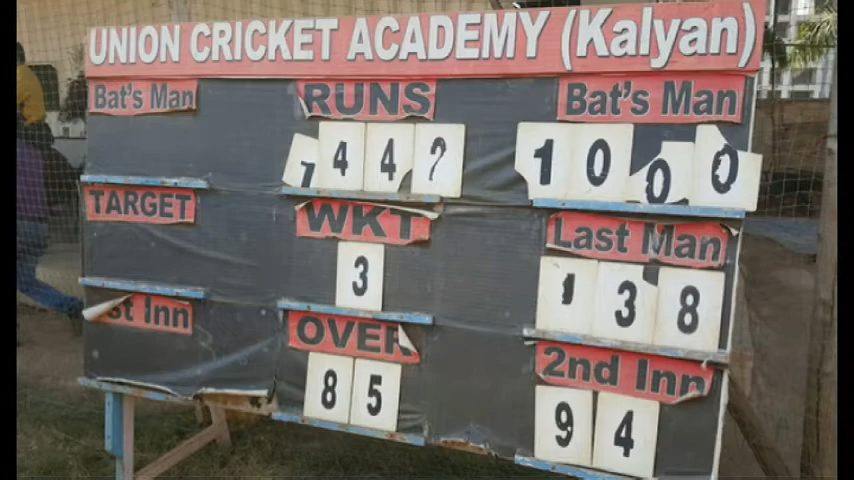 UNION CRICKET ACADEMY (Kalyan)
Bat's Man RUNS Bat's Man
1000
TARGET WKT Last Man
3 138
st Inn OVER 2nd Inn
85 94